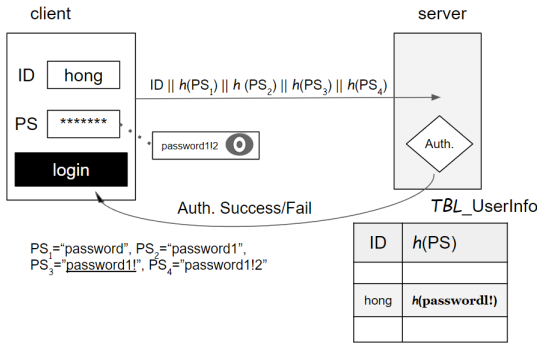 client
server
ID hong
ID || h(PS₁) || h (PS₂) || h(PS₃) || h(PS₄)
PS *******
password1!2
Auth.
login
Auth. Success/Fail
TBL_UserInfo
PS₁="password", PS₂="password1",
PS₃="password1!", PS₄="password1!2"
ID h(PS)
hong h(passwordl!)